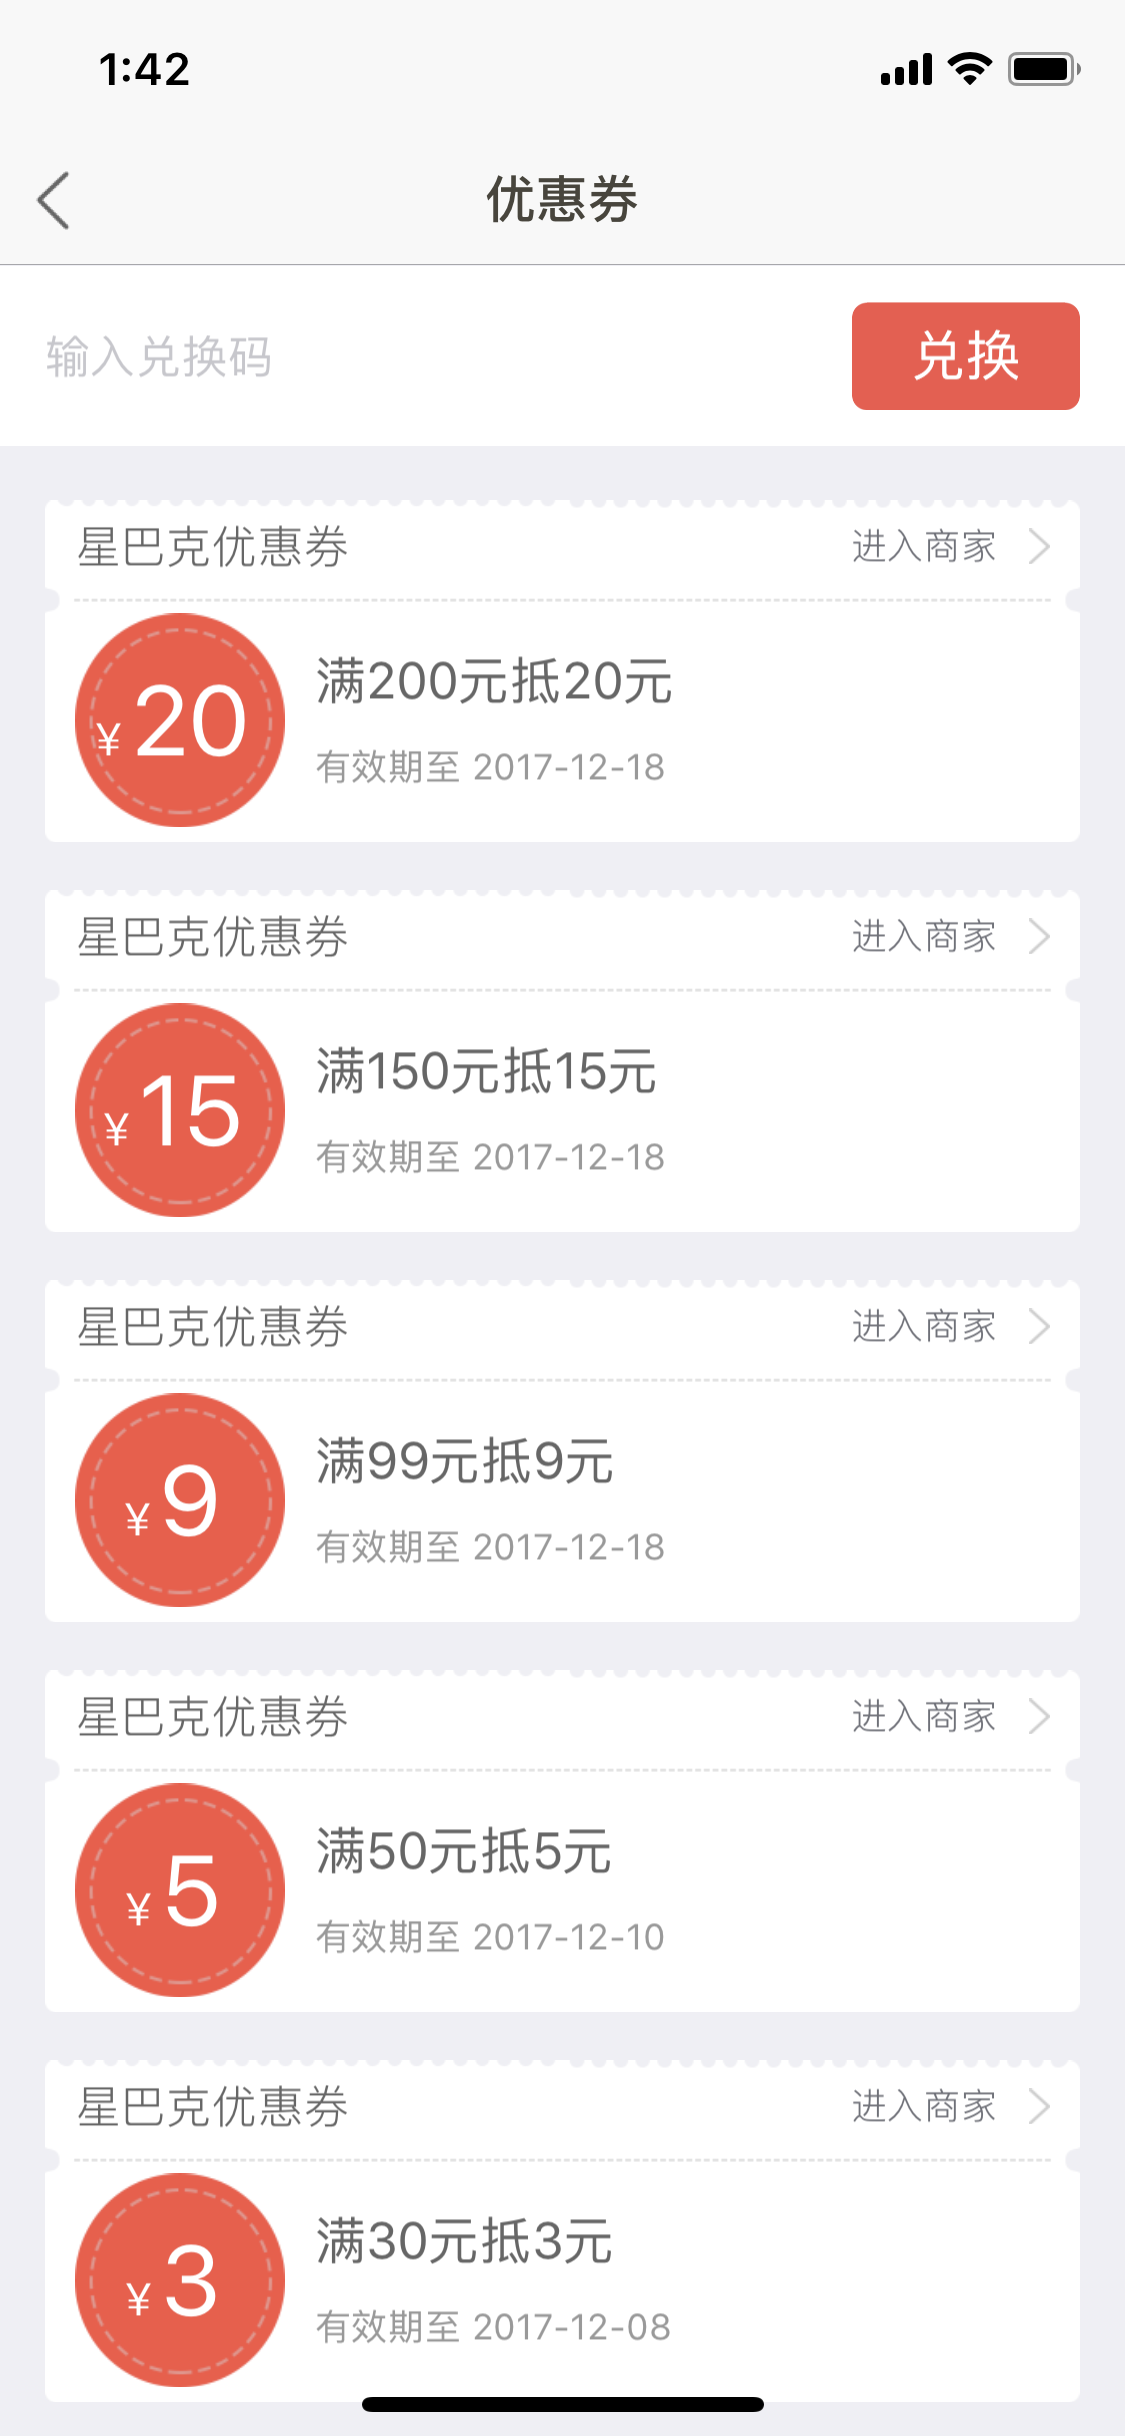 1:42
优惠券
输入兑换码
兑换
星巴克优惠券 进入商家
¥20
满200元抵20元
有效期至 2017-12-18
星巴克优惠券 进入商家
¥15
满150元抵15元
有效期至 2017-12-18
星巴克优惠券 进入商家
¥9
满99元抵9元
有效期至 2017-12-18
星巴克优惠券 进入商家
¥5
满50元抵5元
有效期至 2017-12-10
星巴克优惠券 进入商家
¥3
满30元抵3元
有效期至 2017-12-08